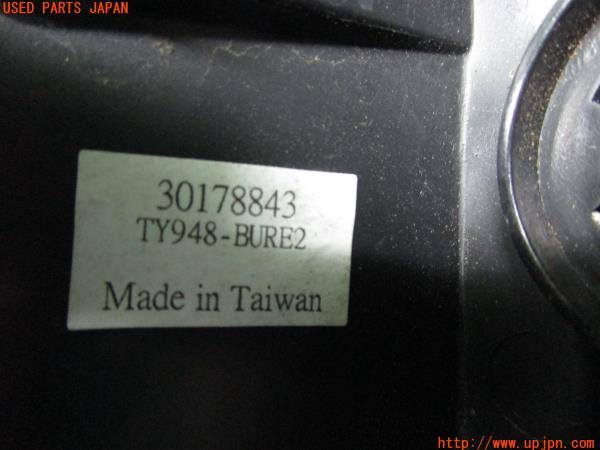 USED PARTS JAPAN
30178843
TY948-BURE2
Made in Taiwan
http://www.upjpn.com/